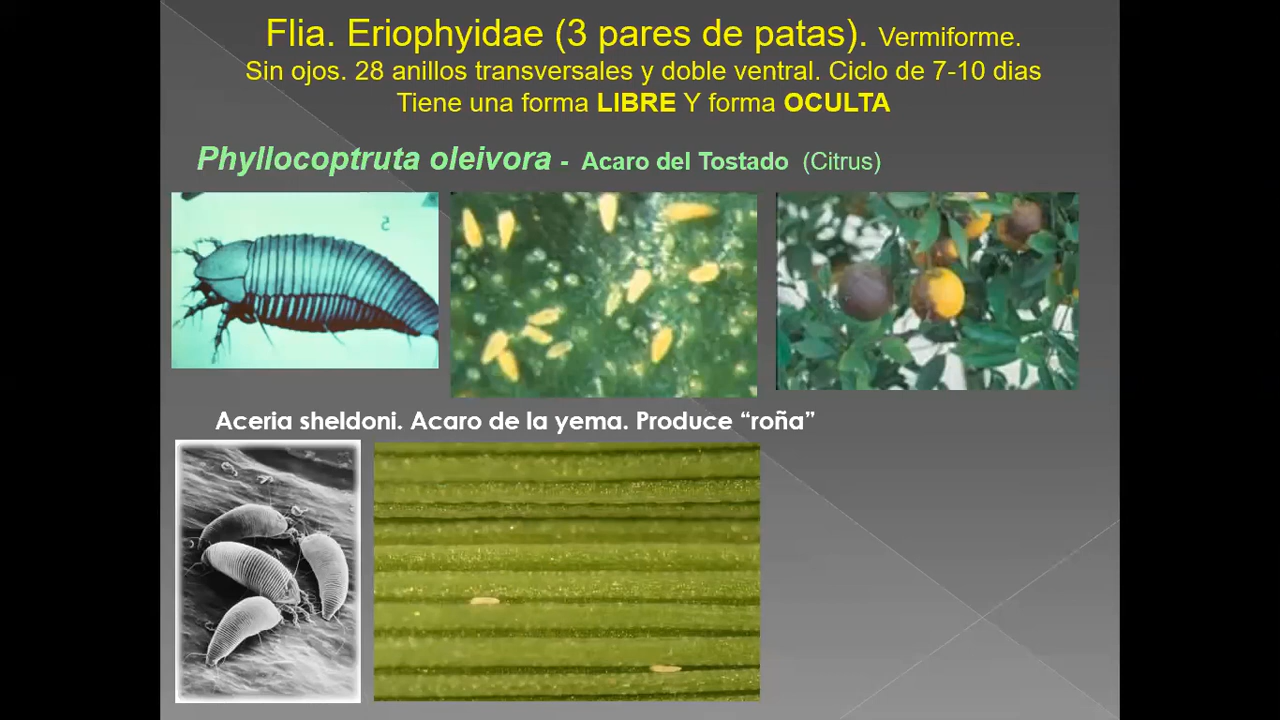 Flia. Eriophyidae (3 pares de patas). Vermiforme.
Sin ojos. 28 anillos transversales y doble ventral. Ciclo de 7-10 dias
Tiene una forma LIBRE Y forma OCULTA
Phyllocoptruta oleivora - Acaro del Tostado (Citrus)
5
Aceria sheldoni. Acaro de la yema. Produce “roña”